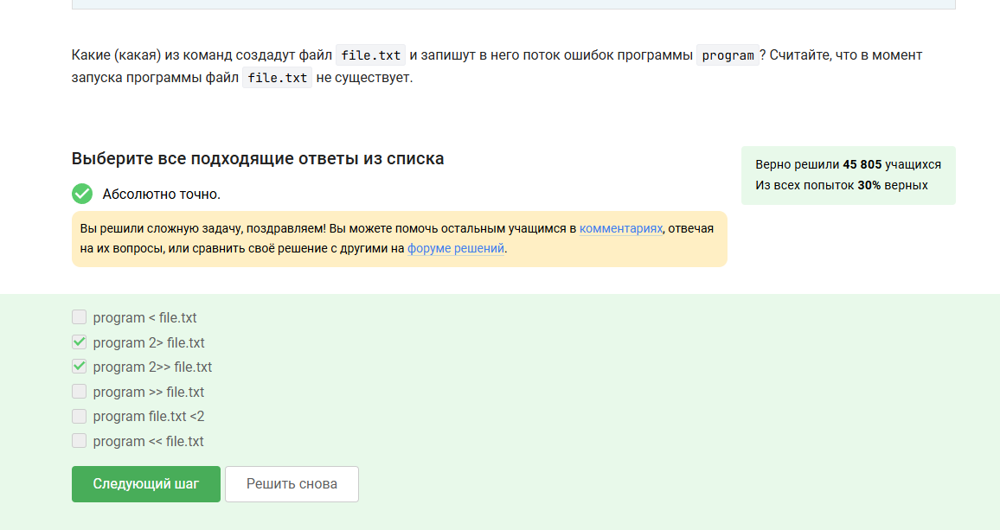 Какие (какая) из команд создадут файл file.txt и запишут в него поток ошибок программы program? Считайте, что в момент
запуска программы файл file.txt не существует.
Выберите все подходящие ответы из списка
Верно решили 45 805 учащихся
Из всех попыток 30% верных
Абсолютно точно.
Вы решили сложную задачу, поздравляем! Вы можете помочь остальным учащимся в комментариях, отвечая
на их вопросы, или сравнить своё решение с другими на форуме решений.
program < file.txt
program 2> file.txt
program 2>> file.txt
program >> file.txt
program file.txt <2
program << file.txt
Следующий шаг
Решить снова